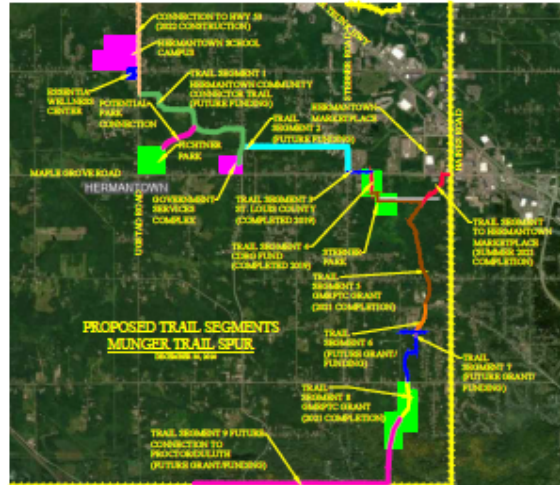 CONNECTION TO HWY 53
(2022 CONSTRUCTION)
HERMANTOWN SCHOOL
CAMPUS
ESSENTIA
WELLNESS
CENTER
TRAIL SEGMENT 1
HERMANTOWN COMMUNITY
CONNECTOR TRAIL
(FUTURE FUNDING)
POTENTIAL
PARK
CONNECTION
FICHTNER
PARK
TRAIL
SEGMENT 2
(FUTURE FUNDING)
STEBNER ROAD
HERMANTOWN
MARKETPLACE
HAINES ROAD
MAPLE GROVE ROAD
HERMANTOWN
UGSTAD ROAD
GOVERNMENT
SERVICES
COMPLEX
TRAIL SEGMENT 3
ST. LOUIS COUNTY
(COMPLETED 2019)
TRAIL SEGMENT 4
CDBG FUND
(COMPLETED 2019)
STEBNER
PARK
TRAIL SEGMENT
TO HERMANTOWN
MARKETPLACE
(SUMMER 2021
COMPLETION)
TRAIL
SEGMENT 5
GMRPTC GRANT
(2021 COMPLETION)
PROPOSED TRAIL SEGMENTS
MUNGER TRAIL SPUR
TRAIL
SEGMENT 6
(FUTURE GRANT/
FUNDING)
TRAIL
SEGMENT 7
(FUTURE GRANT/
FUNDING)
TRAIL
SEGMENT 8
GMRPTC GRANT
(2021 COMPLETION)
TRAIL SEGMENT 9 FUTURE
CONNECTION TO
PROCTOR/DULUTH
(FUTURE GRANT/FUNDING)